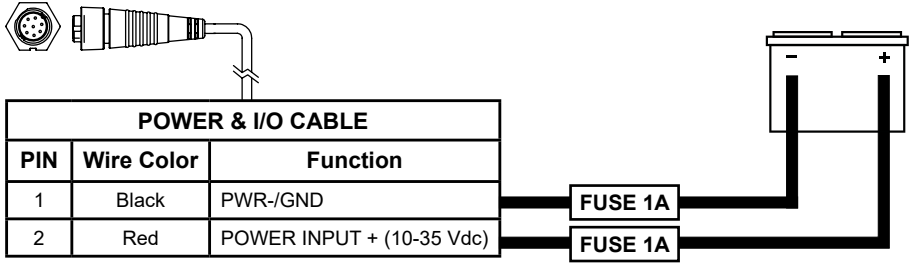 POWER & I/O CABLE
PIN Wire Color Function
1 Black PWR-/GND FUSE 1A
2 Red POWER INPUT + (10-35 Vdc) FUSE 1A
- +